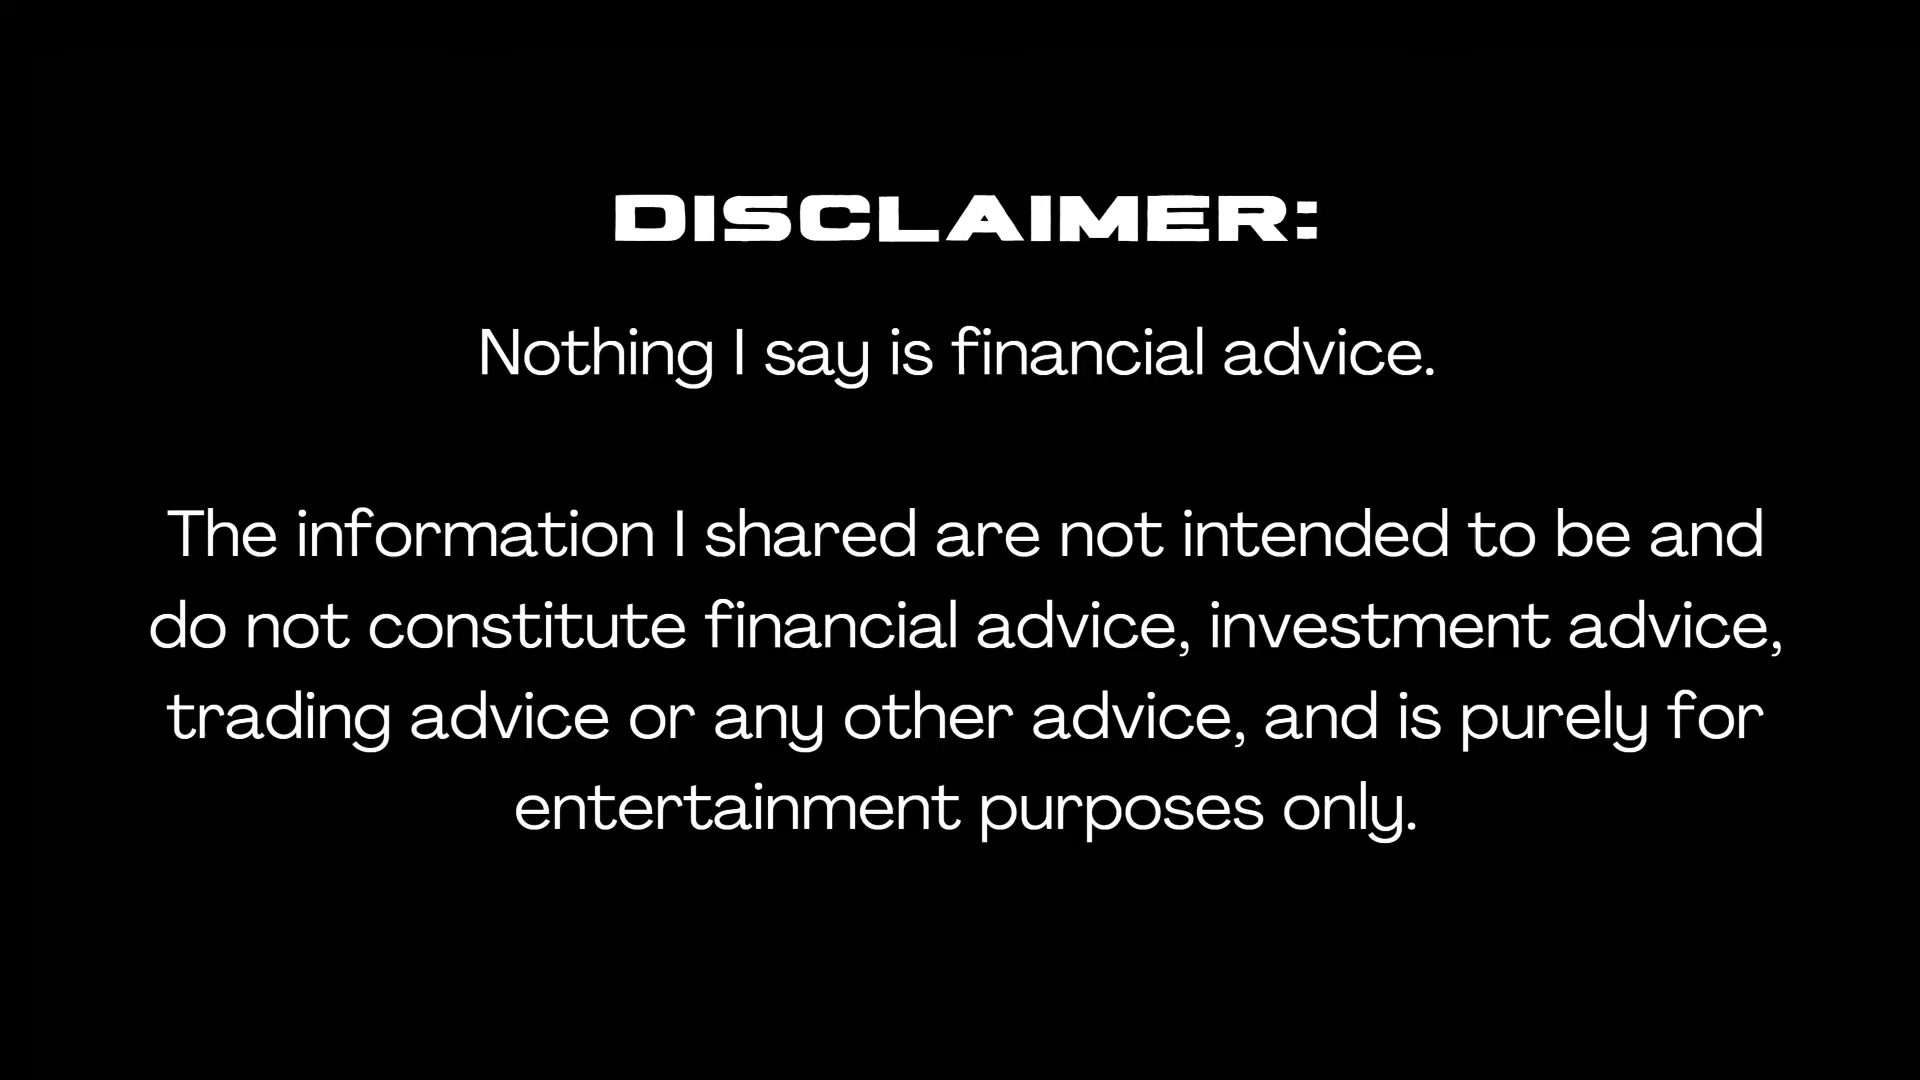 DISCLAIMER:
Nothing I say is financial advice.
The information I shared are not intended to be and
do not constitute financial advice, investment advice,
trading advice or any other advice, and is purely for
entertainment purposes only.